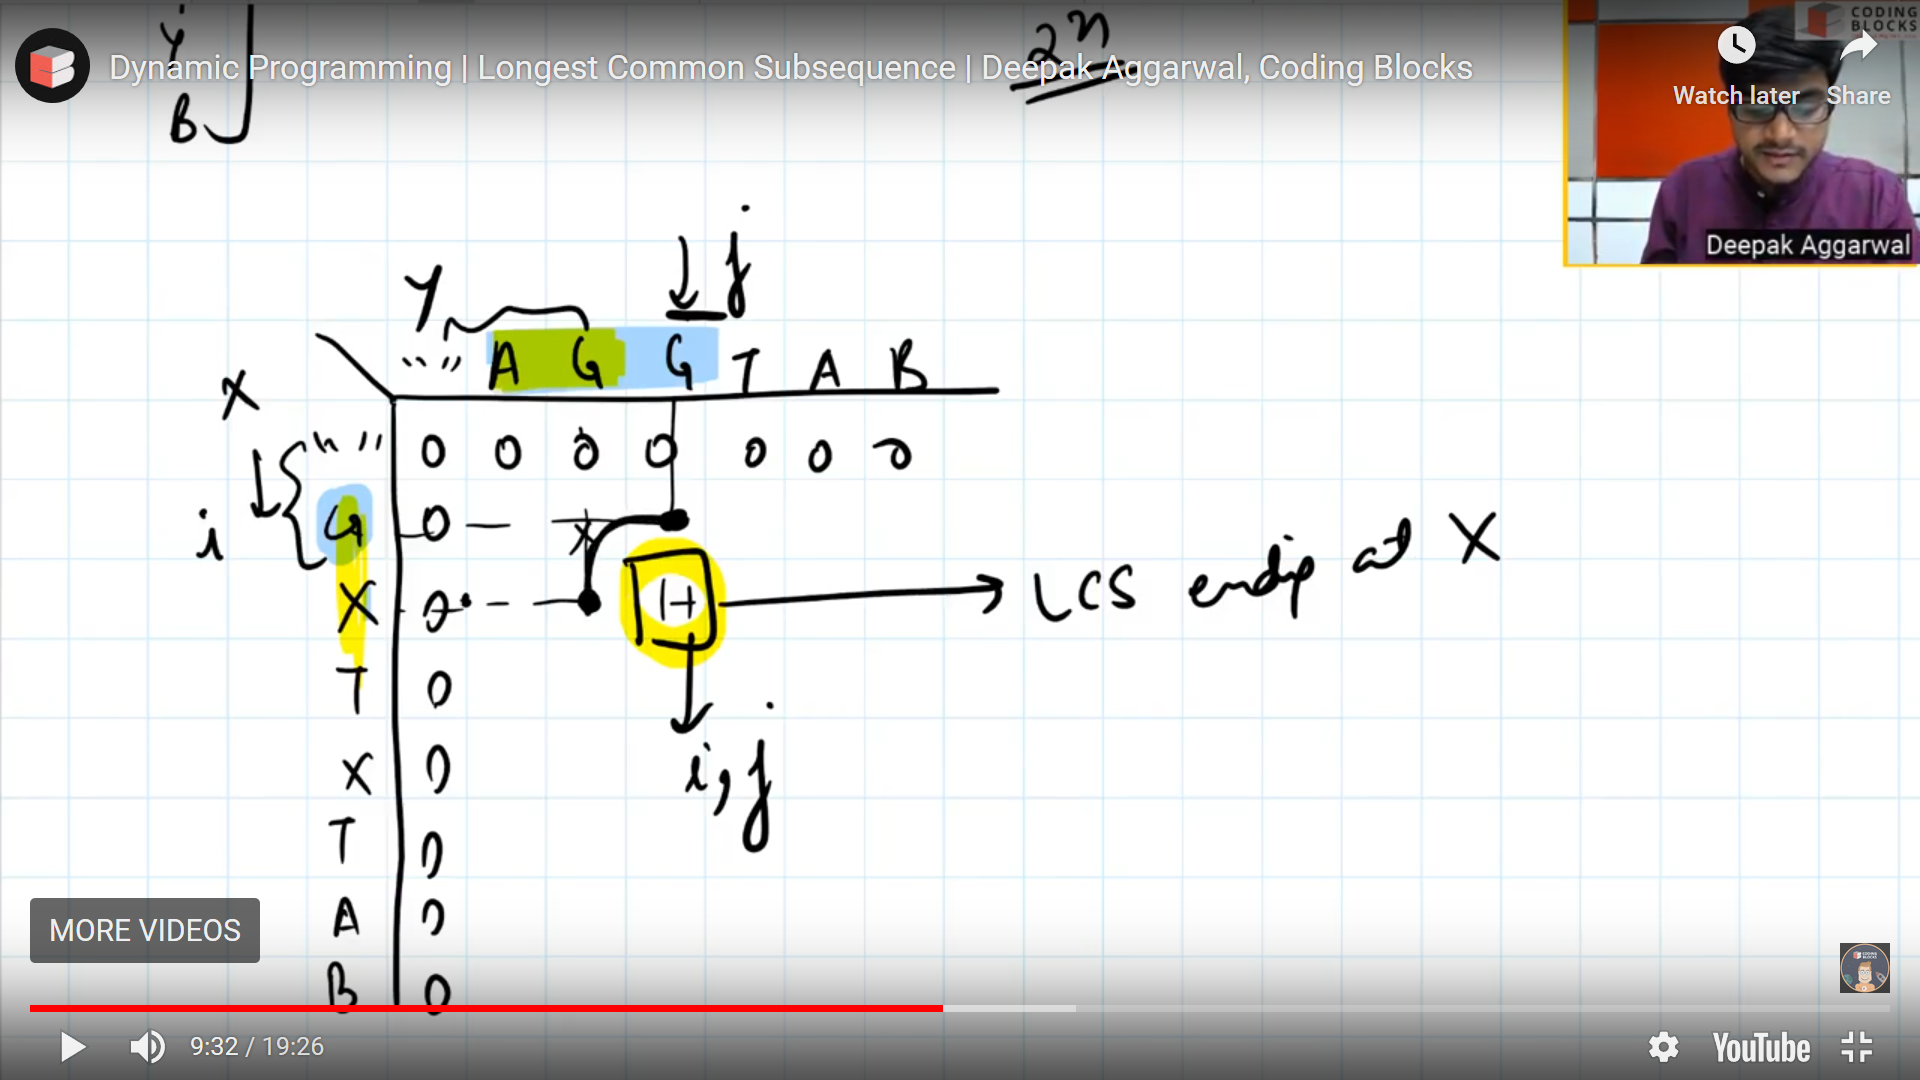 Y
B
2^n
CODING
BLOCKS
Dynamic Programming | Longest Common Subsequence | Deepak Aggarwal, Coding Blocks
Watch later
Share
Deepak Aggarwal
j
Y
" " A G G T A B
X
" " 0 0 0 0 0 0 0
i
G 0
X
X 0
1+
LCS ending at X
T 0
i, j
X 0
T 0
A 0
B 0
MORE VIDEOS
9:32 / 19:26
YouTube